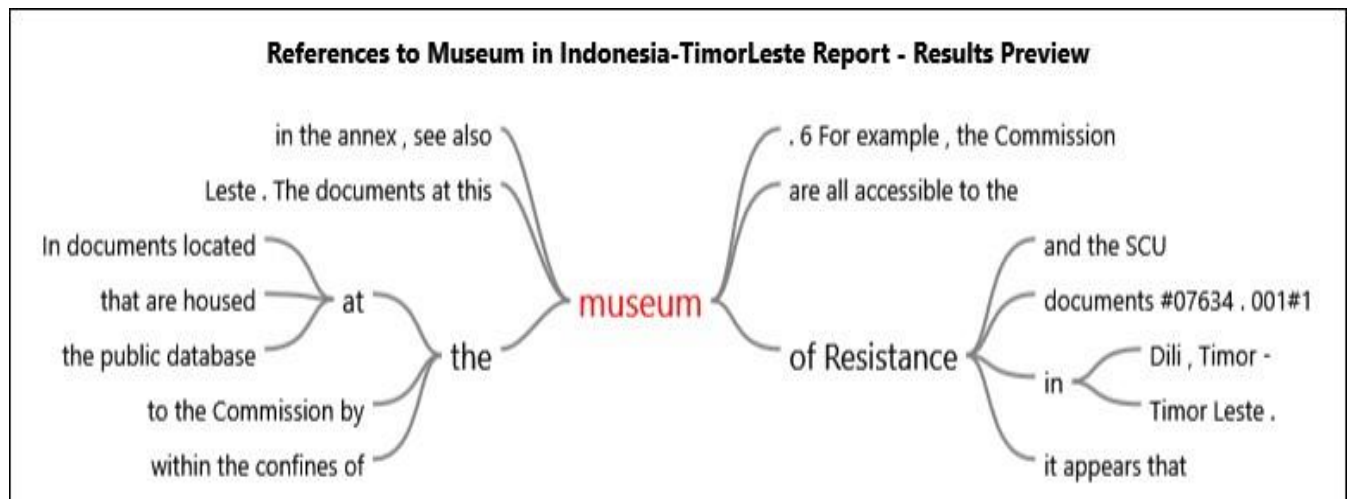 References to Museum in Indonesia-TimorLeste Report - Results Preview
in the annex , see also
Leste . The documents at this
In documents located
that are housed
the public database
at
to the Commission by
within the confines of
the
museum
. 6 For example , the Commission
are all accessible to the
of Resistance
and the SCU
documents #07634 . 001#1
in
Dili , Timor -
Timor Leste .
it appears that